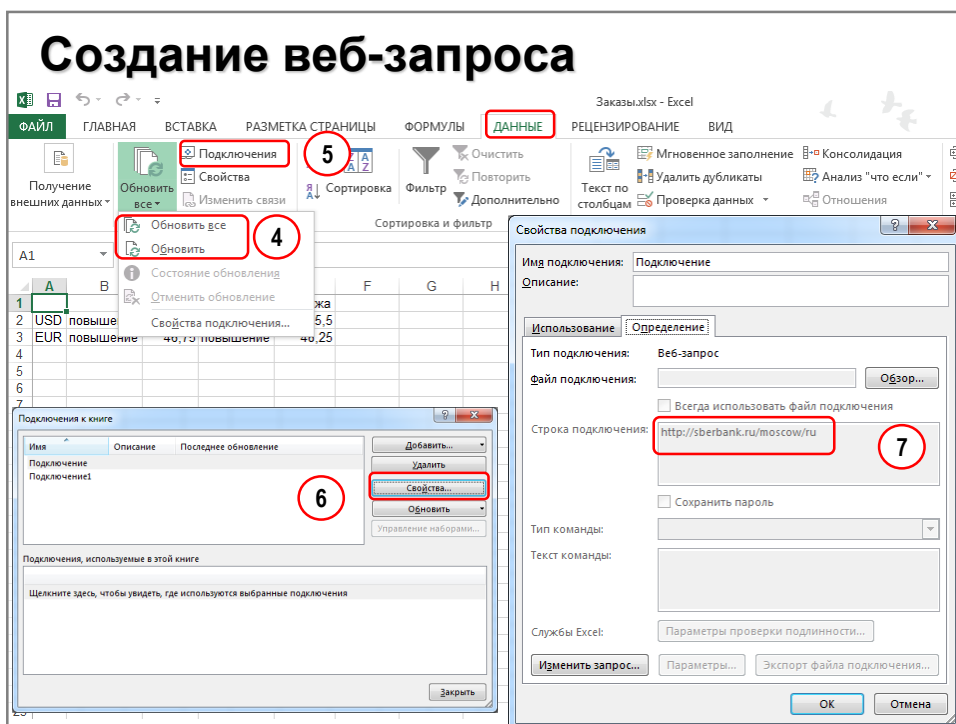 Создание веб-запроса
Заказы.xlsx - Excel
ФАЙЛ ГЛАВНАЯ ВСТАВКА РАЗМЕТКА СТРАНИЦЫ ФОРМУЛЫ ДАННЫЕ РЕЦЕНЗИРОВАНИЕ ВИД
Получение внешних данных
Обновить все
Подключения
Свойства
Изменить связи
5
Сортировка
Фильтр
Очистить
Повторить
Дополнительно
Текст по столбцам
Мгновенное заполнение
Удалить дубликаты
Проверка данных
Консолидация
Анализ "что если"
Отношения
Сортировка и фильтр
Обновить все
Обновить
4
Состояние обновления
Отменить обновление
Свойства подключения...
A1
A B F G H
1 жа
2 USD повыше 5,5
3 EUR повышение 46,75 повышение 46,25
4
5
6
7
Подключения к книге
Имя Описание Последнее обновление
Подключение
Подключение1
Добавить...
Удалить
Свойства...
Обновить
Управление наборами...
6
Подключения, используемые в этой книге
Щелкните здесь, чтобы увидеть, где используются выбранные подключения
Закрыть
Свойства подключения
Имя подключения: Подключение
Описание:
Использование Определение
Тип подключения: Веб-запрос
Файл подключения: Обзор...
Всегда использовать файл подключения
Строка подключения: http://sberbank.ru/moscow/ru
7
Сохранить пароль
Тип команды:
Текст команды:
Службы Excel: Параметры проверки подлинности...
Изменить запрос... Параметры... Экспорт файла подключения...
ОК Отмена